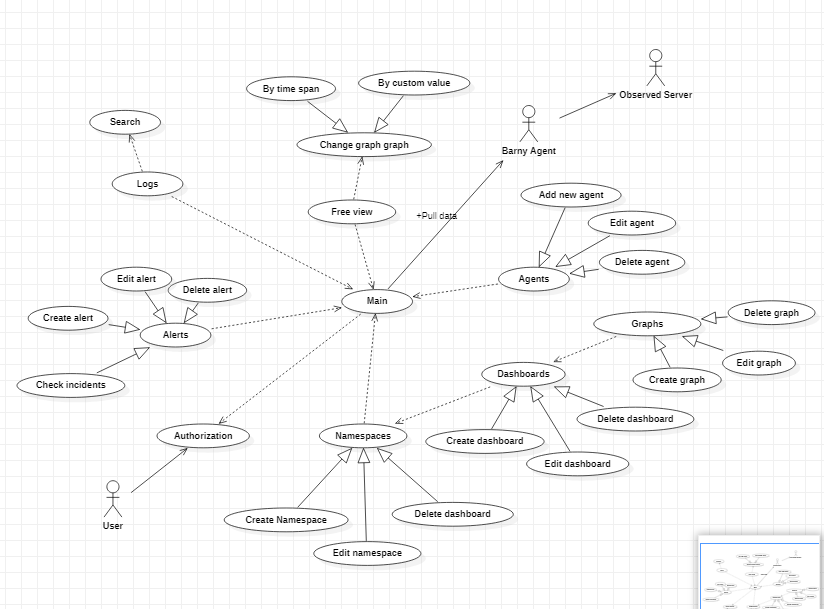 By time span
By custom value
Observed Server
Search
Change graph graph
Barny Agent
Logs
Add new agent
Free view
+Pull data
Edit agent
Delete agent
Edit alert
Delete alert
Agents
Main
Create alert
Alerts
Graphs
Delete graph
Edit graph
Check incidents
Dashboards
Create graph
Delete dashboard
Authorization
Namespaces
Create dashboard
Edit dashboard
Create Namespace
Delete dashboard
User
Edit namespace